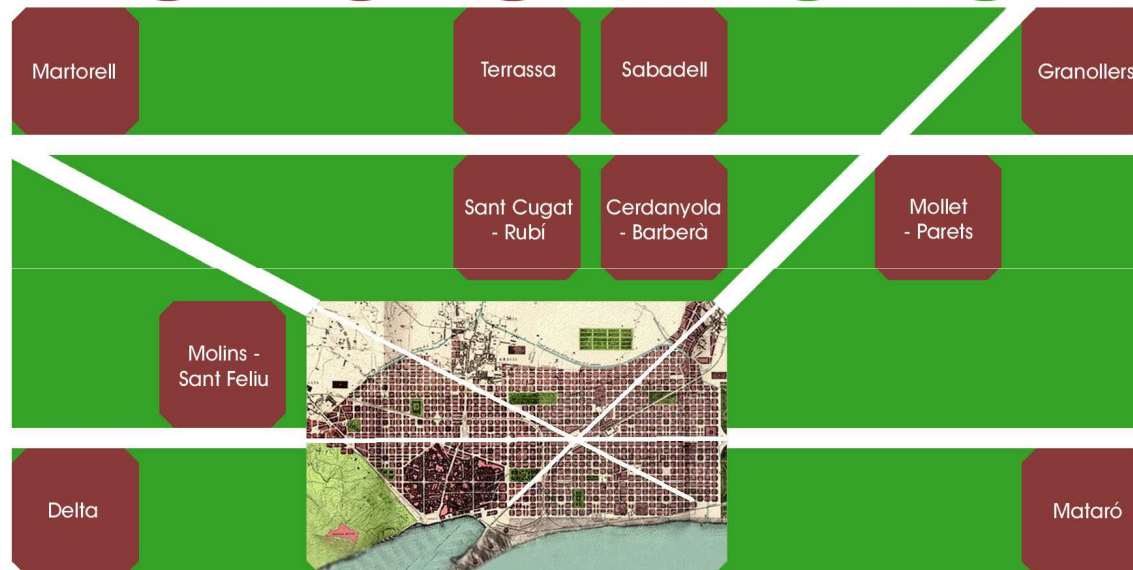 Martorell
Terrassa
Sabadell
Granollers
Sant Cugat
- Rubí
Cerdanyola
- Barberà
Mollet
- Parets
Molins -
Sant Feliu
Delta
Mataró